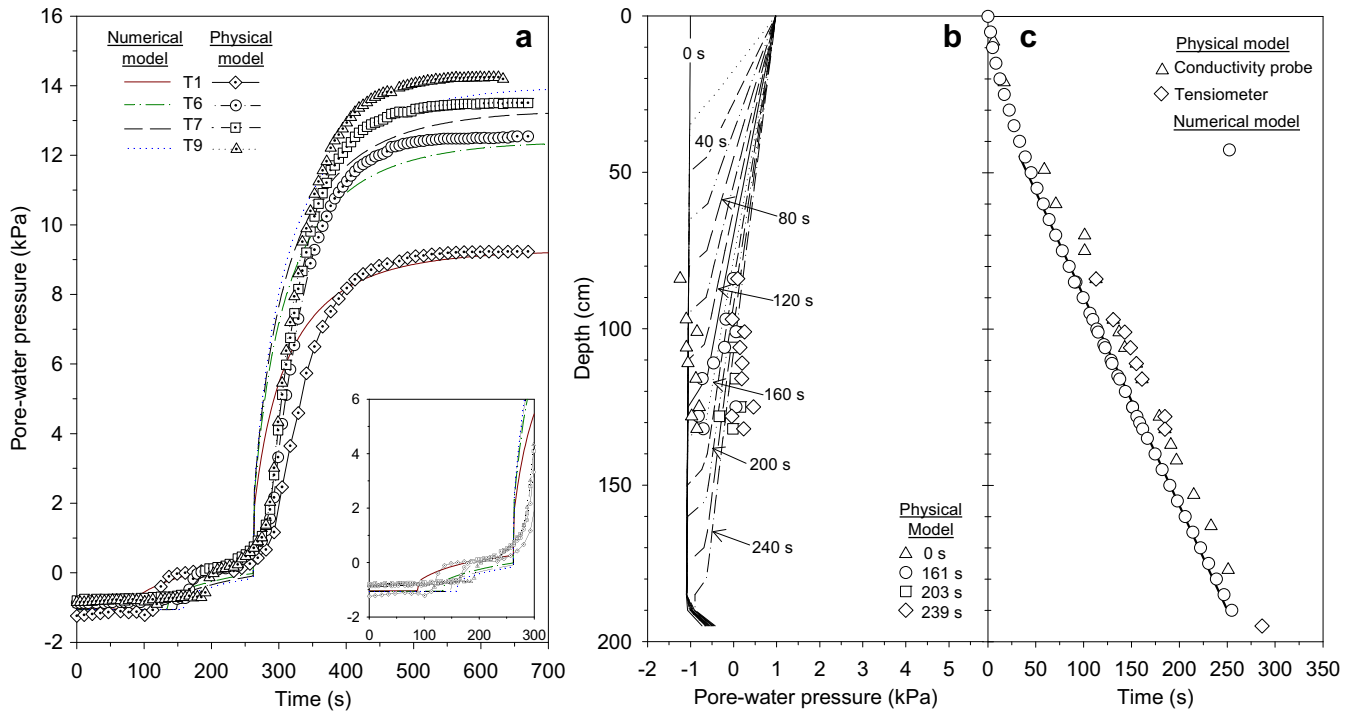 a
Numerical model
Physical model
T1
T6
T7
T9
16
14
12
10
8
6
4
2
0
-2
Pore-water pressure (kPa)
0
100
200
300
400
500
600
700
Time (s)
6
4
2
0
-2
0
100
200
300
b
0 s
40 s
80 s
120 s
160 s
200 s
240 s
Physical
Model
0 s
161 s
203 s
239 s
0
50
100
150
200
Depth (cm)
-2
-1
0
1
2
3
4
5
Pore-water pressure (kPa)
c
Physical model
Conductivity probe
Tensiometer
Numerical model
0
50
100
150
200
250
300
350
Time (s)